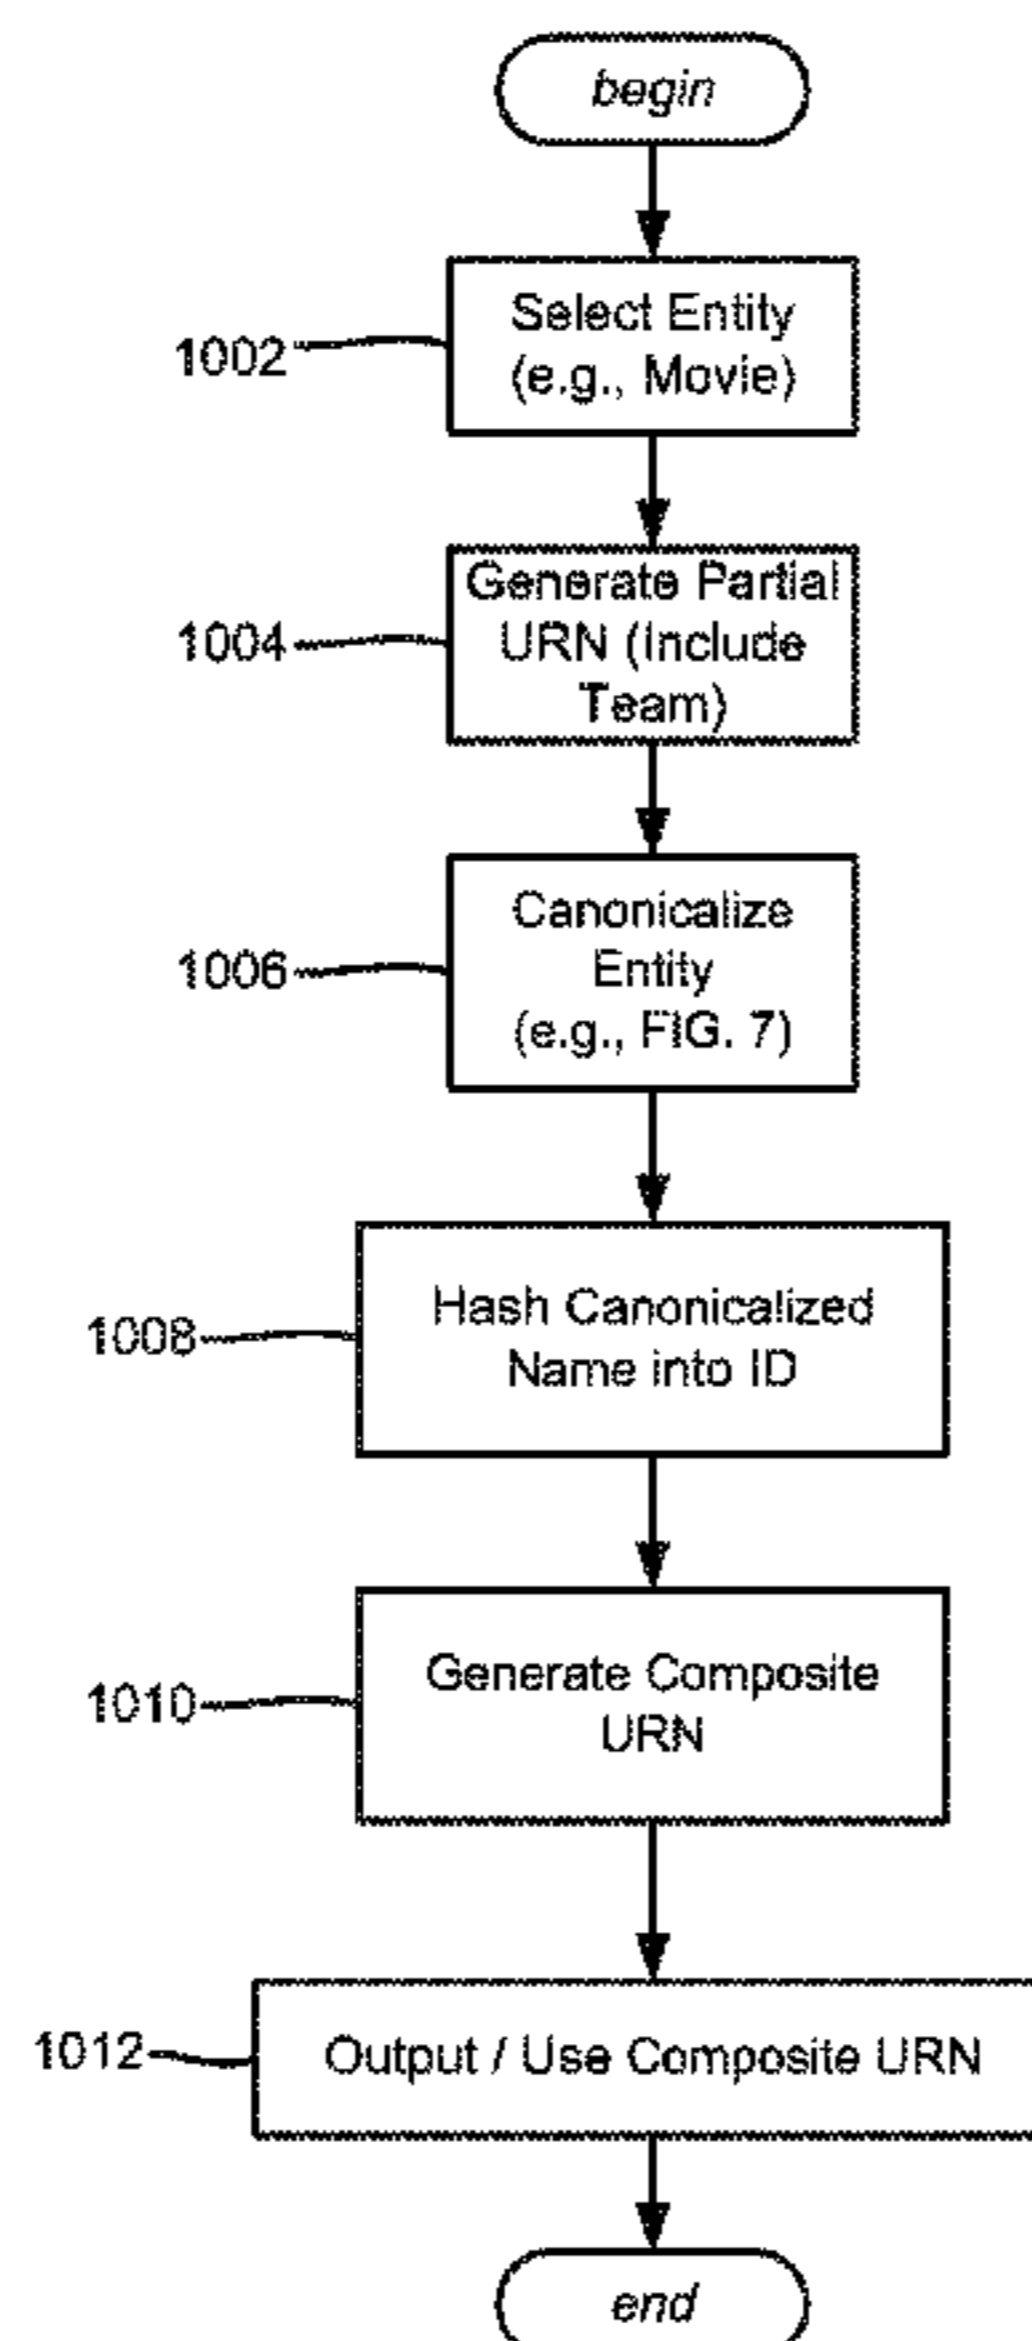 begin
Select Entity
(e.g., Movie)
1002
Generate Partial
URN (Include
Team)
1004
Canonicalize
Entity
(e.g., FIG. 7)
1006
Hash Canonicalized
Name into ID
1008
Generate Composite
URN
1010
Output / Use Composite URN
1012
end